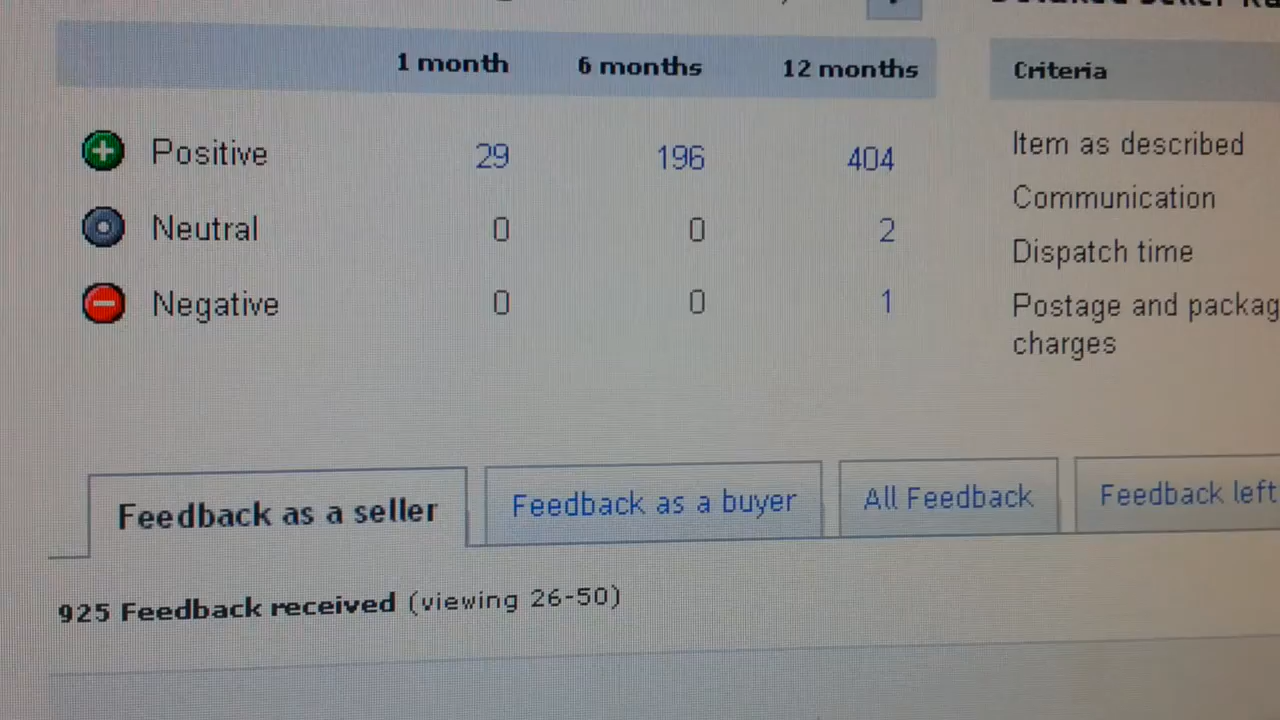 1 month 6 months 12 months Criteria
Positive 29 196 404 Item as described
Neutral 0 0 2 Communication
Dispatch time
Negative 0 0 1 Postage and packag
charges
Feedback as a seller Feedback as a buyer All Feedback Feedback left
925 Feedback received (viewing 26-50)